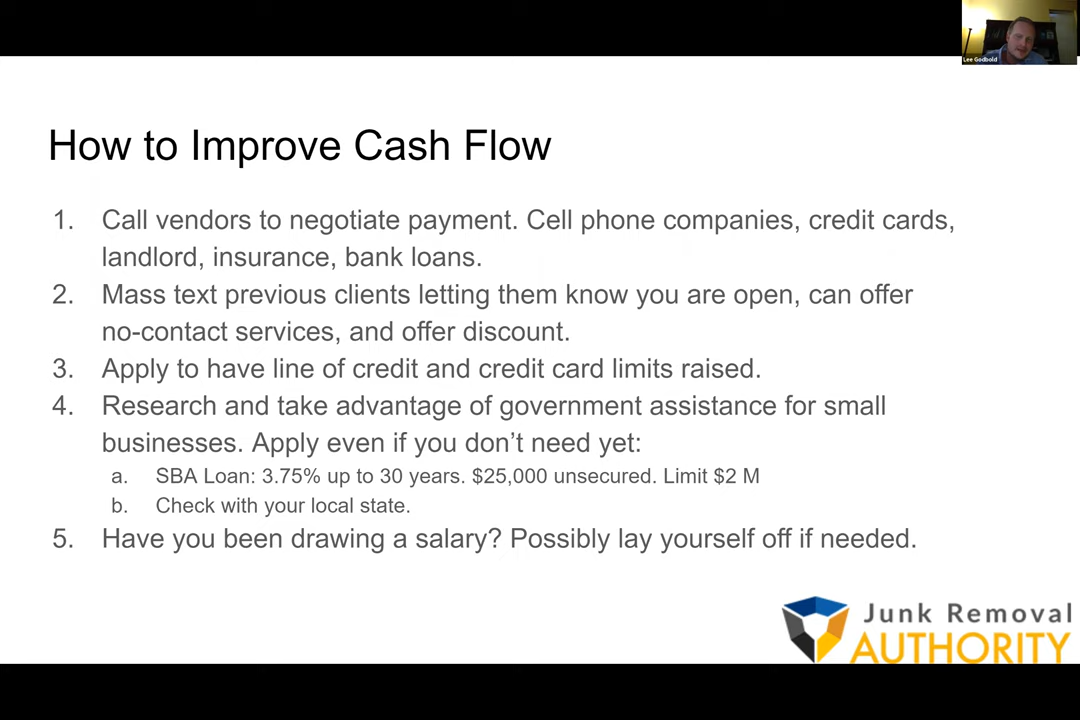 Lee Godbold
How to Improve Cash Flow
1. Call vendors to negotiate payment. Cell phone companies, credit cards,
landlord, insurance, bank loans.
2. Mass text previous clients letting them know you are open, can offer
no-contact services, and offer discount.
3. Apply to have line of credit and credit card limits raised.
4. Research and take advantage of government assistance for small
businesses. Apply even if you don’t need yet:
a. SBA Loan: 3.75% up to 30 years. $25,000 unsecured. Limit $2 M
b. Check with your local state.
5. Have you been drawing a salary? Possibly lay yourself off if needed.
Junk Removal
AUTHORITY